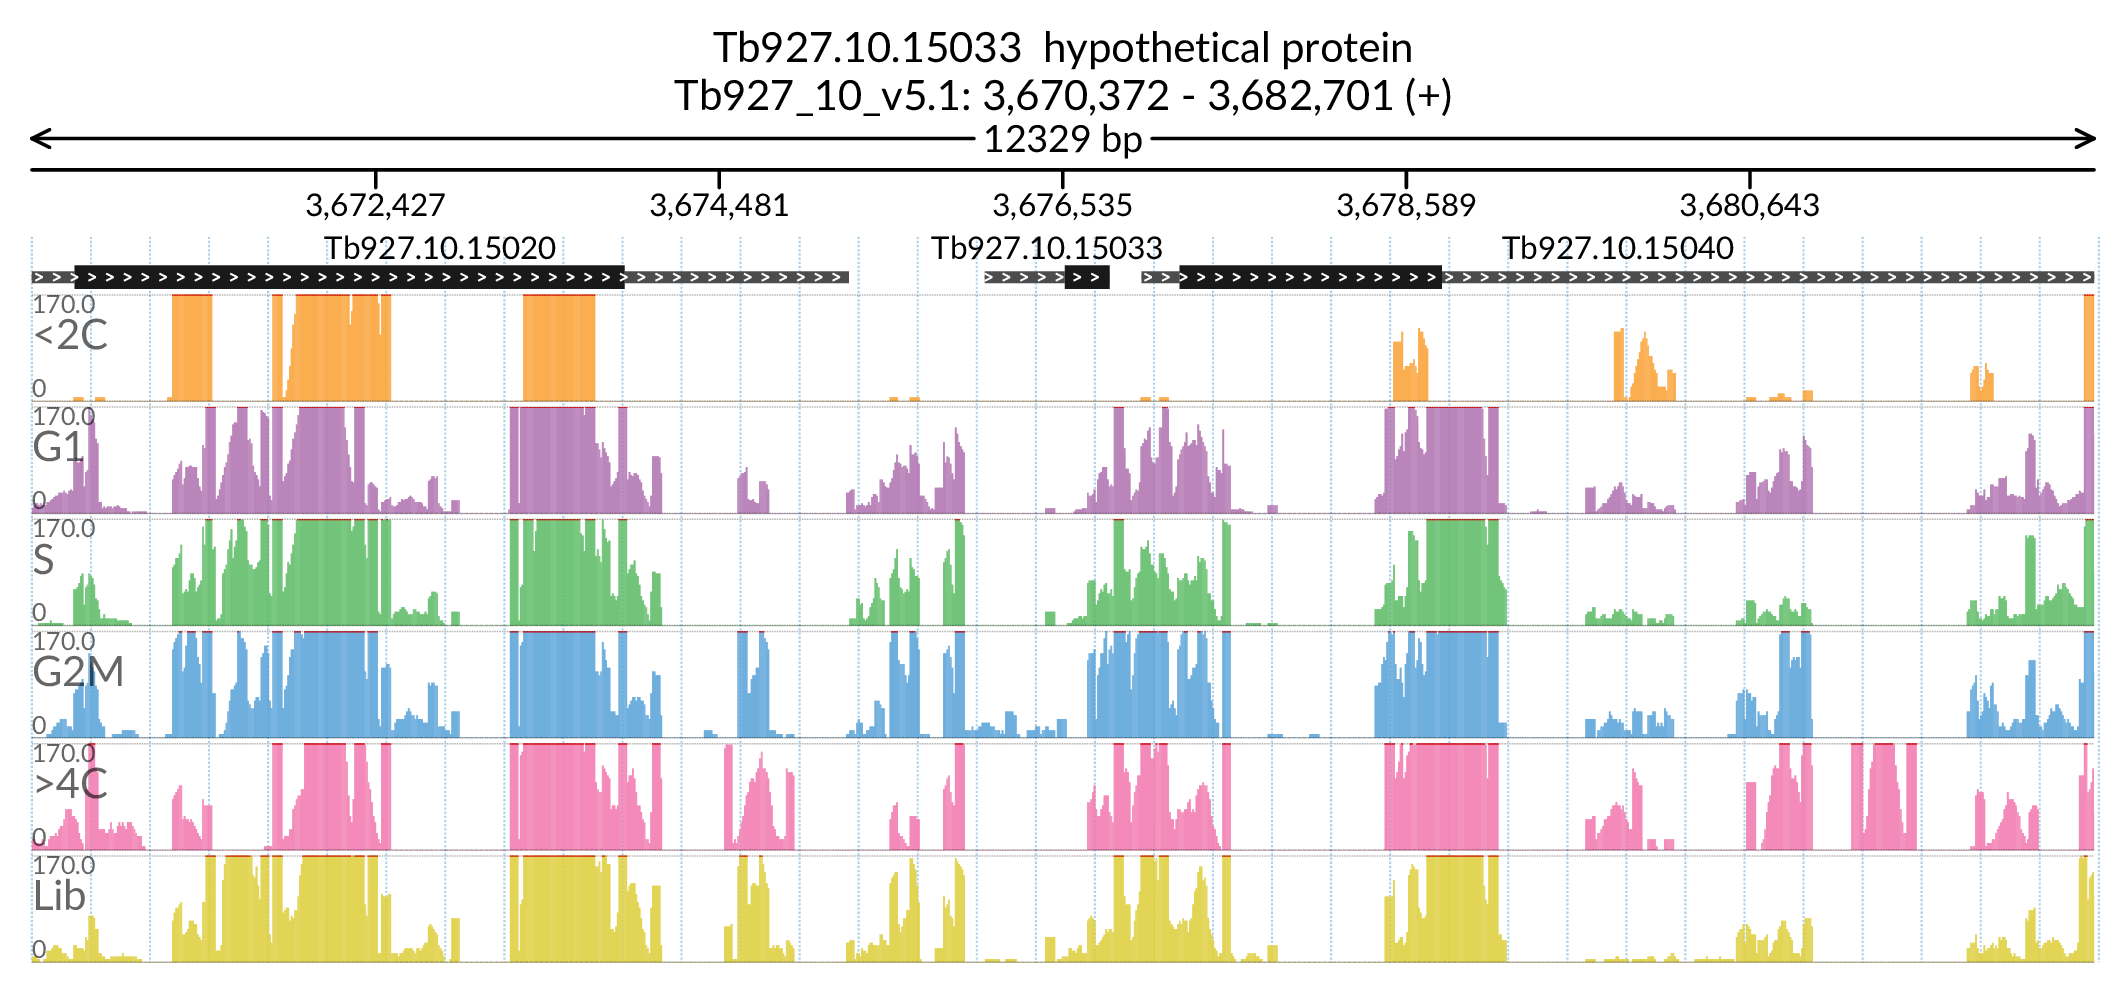 Tb927.10.15033 hypothetical protein
Tb927_10_v5.1: 3,670,372 - 3,682,701 (+)
12329 bp
3,672,427 3,674,481 3,676,535 3,678,589 3,680,643
Tb927.10.15020 Tb927.10.15033 Tb927.10.15040
170.0
<2C
0
170.0
G1
0
170.0
S
0
170.0
G2M
0
170.0
>4C
0
170.0
Lib
0